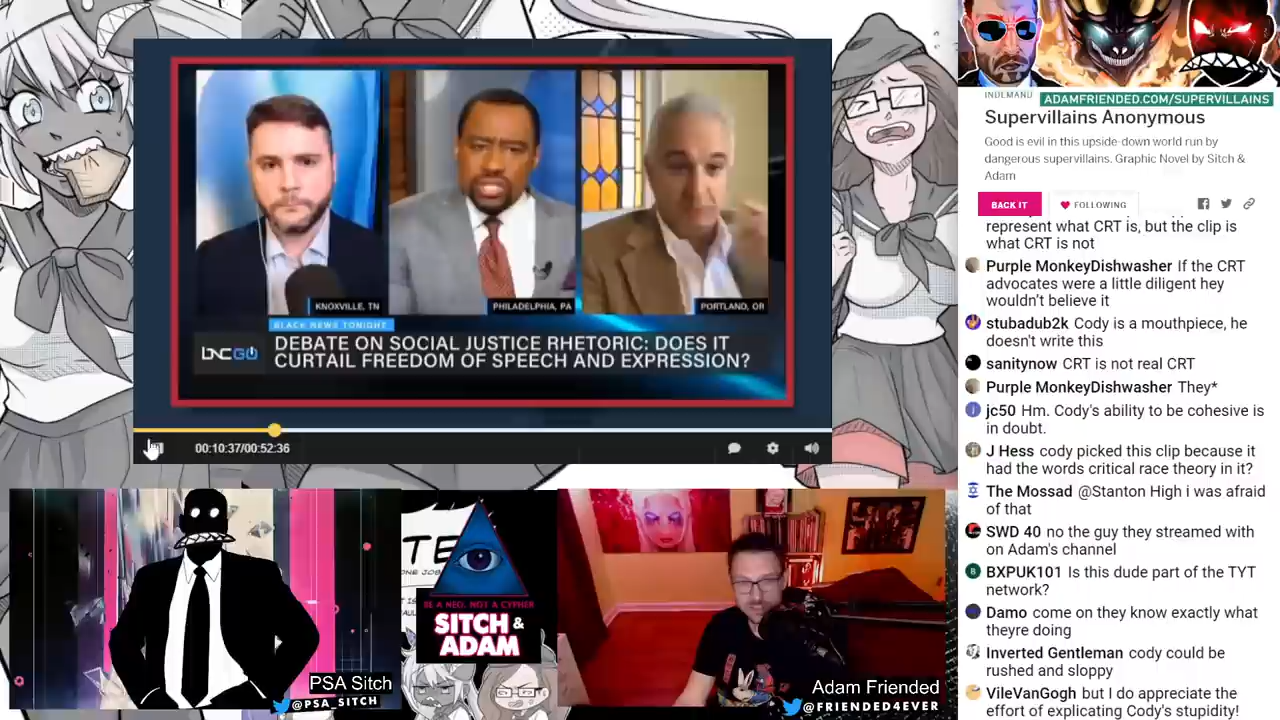 KNOXVILLE, TN
PHILADELPHIA, PA
PORTLAND, OR
BLACK NEWS TONIGHT
BNC GO
DEBATE ON SOCIAL JUSTICE RHETORIC: DOES IT
CURTAIL FREEDOM OF SPEECH AND EXPRESSION?
00:10:37/00:52:36
PSA Sitch
@PSA_SITCH
BE A NEO, NOT A CYPHER
SITCH &
ADAM
Adam Friended
@FRIENDED4EVER
INDEMAND
ADAMFRIENDED.COM/SUPERVILLAINS
Supervillains Anonymous
Good is evil in this upside-down world run by
dangerous supervillains. Graphic Novel by Sitch &
Adam
BACK IT
FOLLOWING
represent what CRT is, but the clip is
what CRT is not
Purple MonkeyDishwasher If the CRT
advocates were a little diligent hey
wouldn't believe it
stubadub2k Cody is a mouthpiece, he
doesn't write this
sanitynow CRT is not real CRT
Purple MonkeyDishwasher They*
jc50 Hm. Cody's ability to be cohesive is
in doubt.
J Hess cody picked this clip because it
had the words critical race theory in it?
The Mossad @Stanton High i was afraid
of that
SWD 40 no the guy they streamed with
on Adam's channel
BXPUK101 Is this dude part of the TYT
network?
Damo come on they know exactly what
theyre doing
Inverted Gentleman cody could be
rushed and sloppy
VileVanGogh but I do appreciate the
effort of explicating Cody's stupidity!